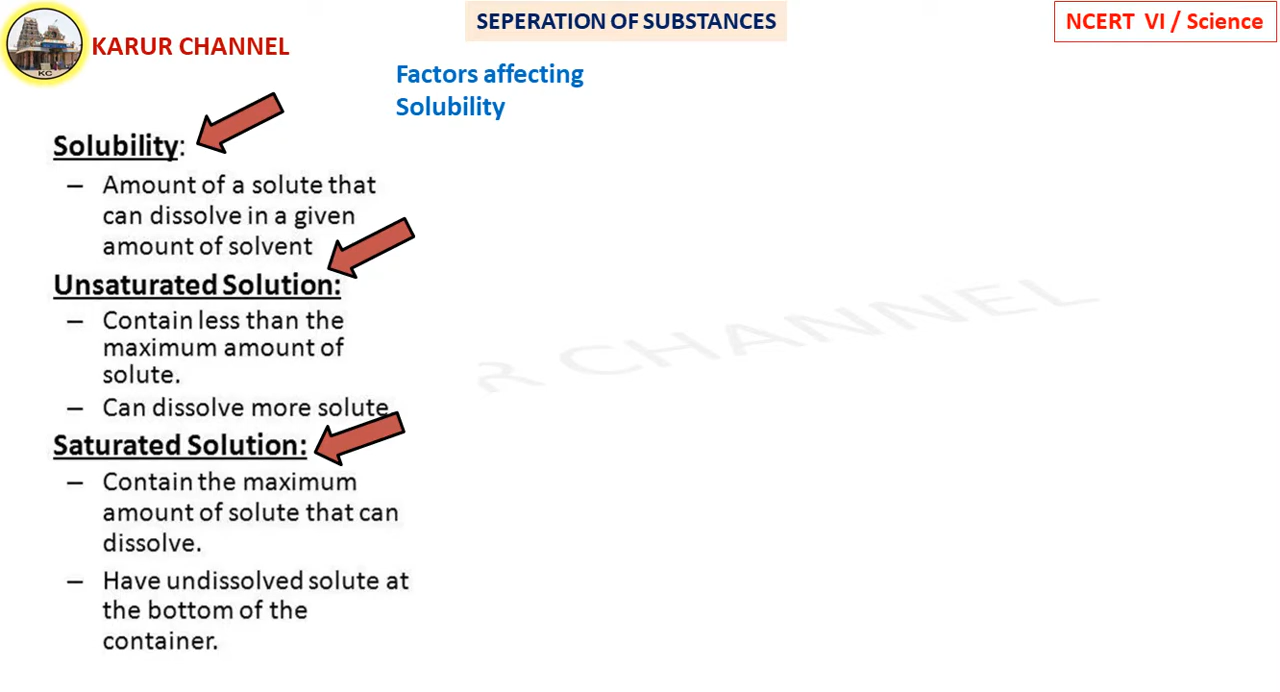 SEPERATION OF SUBSTANCES
NCERT VI / Science
KARUR CHANNEL
KC
Factors affecting
Solubility
Solubility:
– Amount of a solute that
can dissolve in a given
amount of solvent
Unsaturated Solution:
– Contain less than the
maximum amount of
solute.
– Can dissolve more solute
Saturated Solution:
– Contain the maximum
amount of solute that can
dissolve.
– Have undissolved solute at
the bottom of the
container.
R CHANNEL